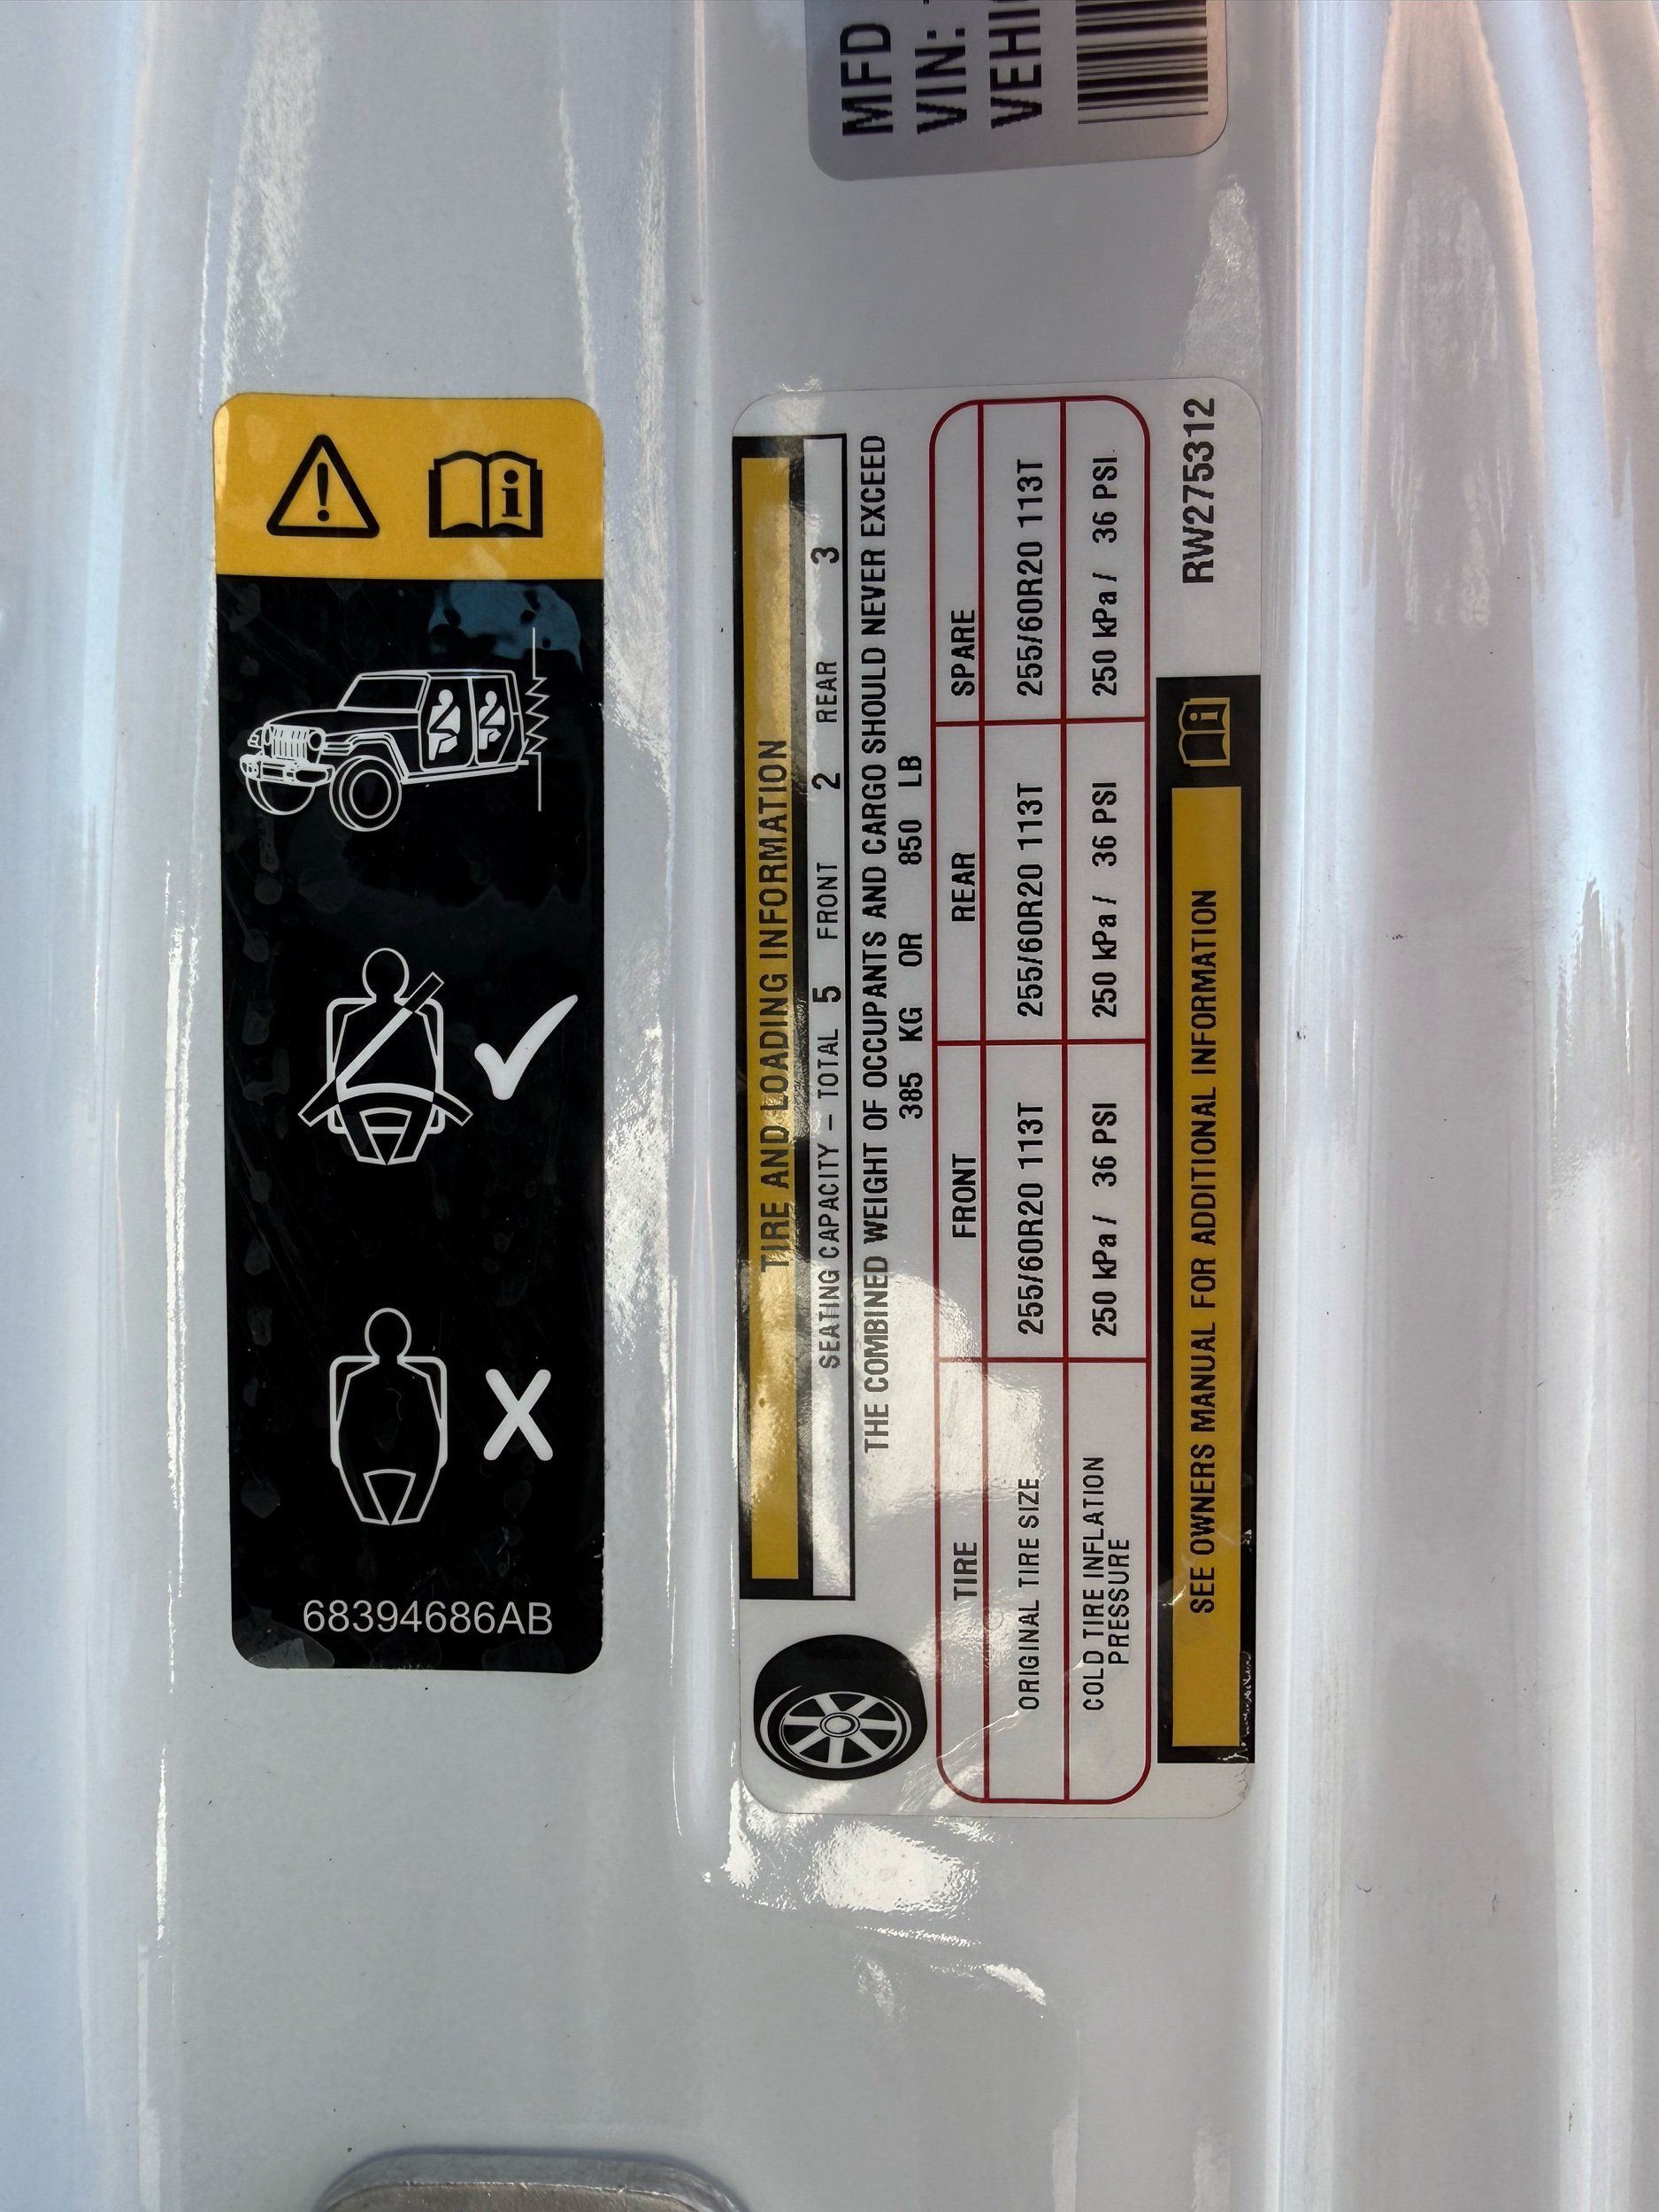 MFD
VIN:
VEHIC
68394686AB
TIRE AND LOADING INFORMATION
SEATING CAPACITY – TOTAL 5 FRONT 2 REAR 3
THE COMBINED WEIGHT OF OCCUPANTS AND CARGO SHOULD NEVER EXCEED
385 KG OR 850 LB
TIRE FRONT REAR SPARE
ORIGINAL TIRE SIZE 255/60R20 113T 255/60R20 113T 255/60R20 113T
COLD TIRE INFLATION PRESSURE 250 kPa / 36 PSI 250 kPa / 36 PSI 250 kPa / 36 PSI
SEE OWNERS MANUAL FOR ADDITIONAL INFORMATION
RW275312